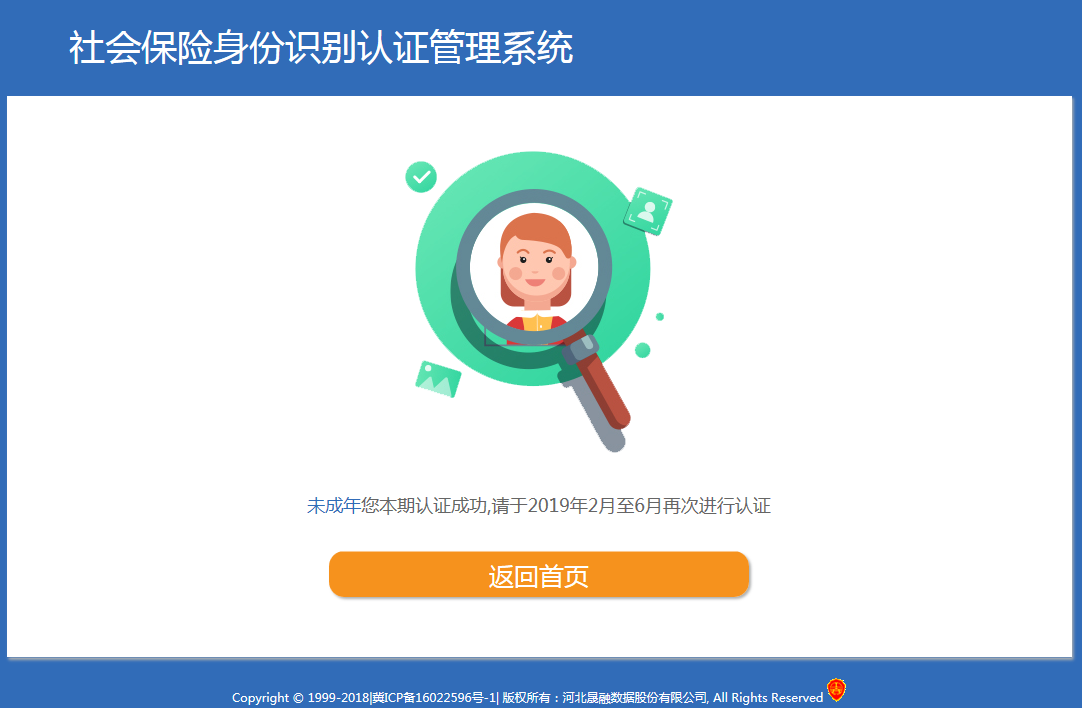 社会保险身份识别认证管理系统
未成年您本期认证成功,请于2019年2月至6月再次进行认证
返回首页
Copyright © 1999-2018|冀ICP备16022596号-1| 版权所有：河北晟融数据股份有限公司, All Rights Reserved